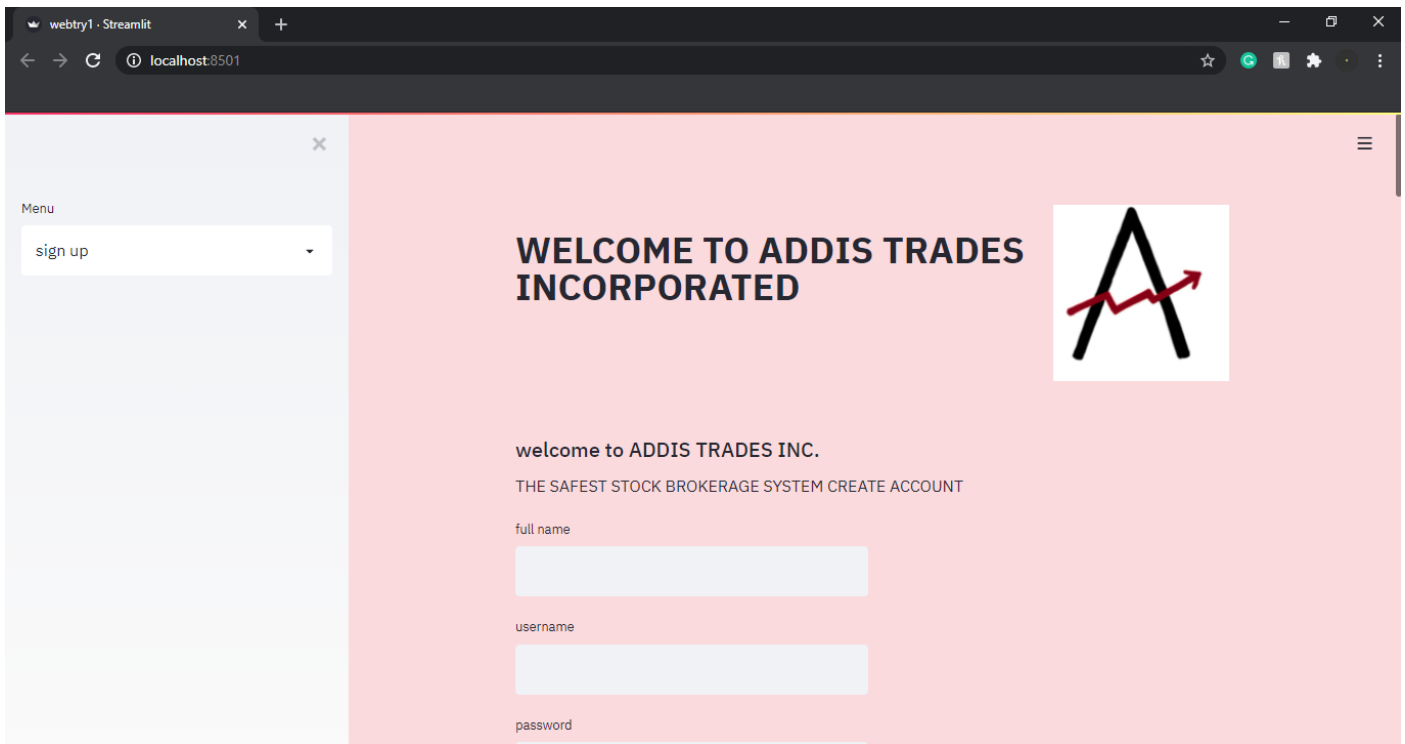 webtry1 · Streamlit
localhost:8501
Menu
sign up
WELCOME TO ADDIS TRADES
INCORPORATED
welcome to ADDIS TRADES INC.
THE SAFEST STOCK BROKERAGE SYSTEM CREATE ACCOUNT
full name
username
password